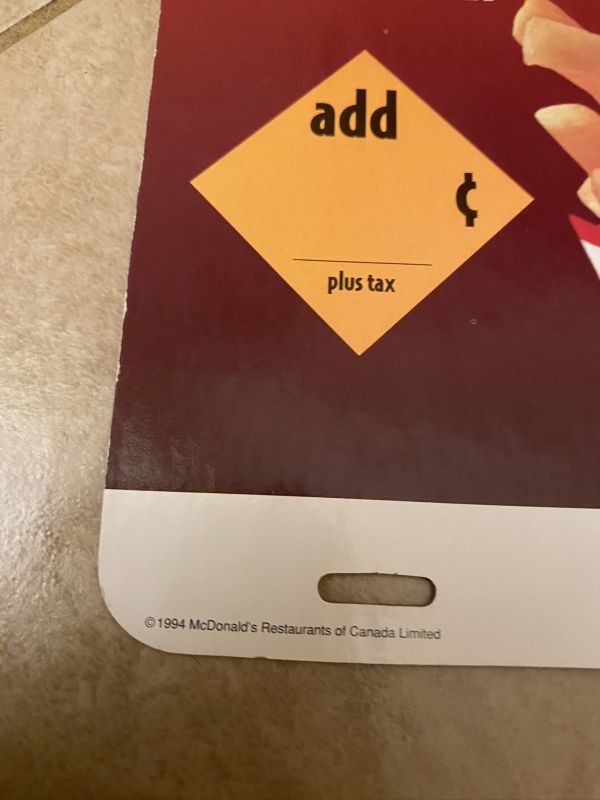 add
¢
plus tax
©1994 McDonald's Restaurants of Canada Limited